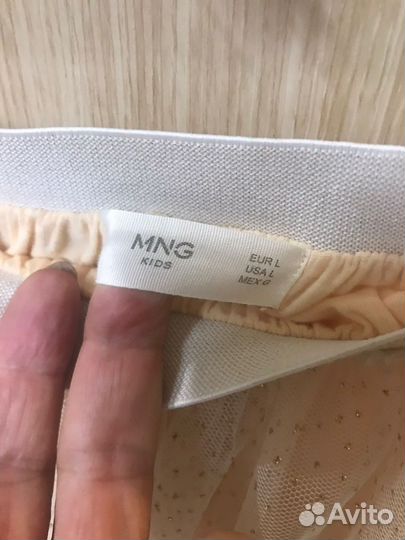 MNG
KIDS
EUR L
USA L
MEX G
Avito